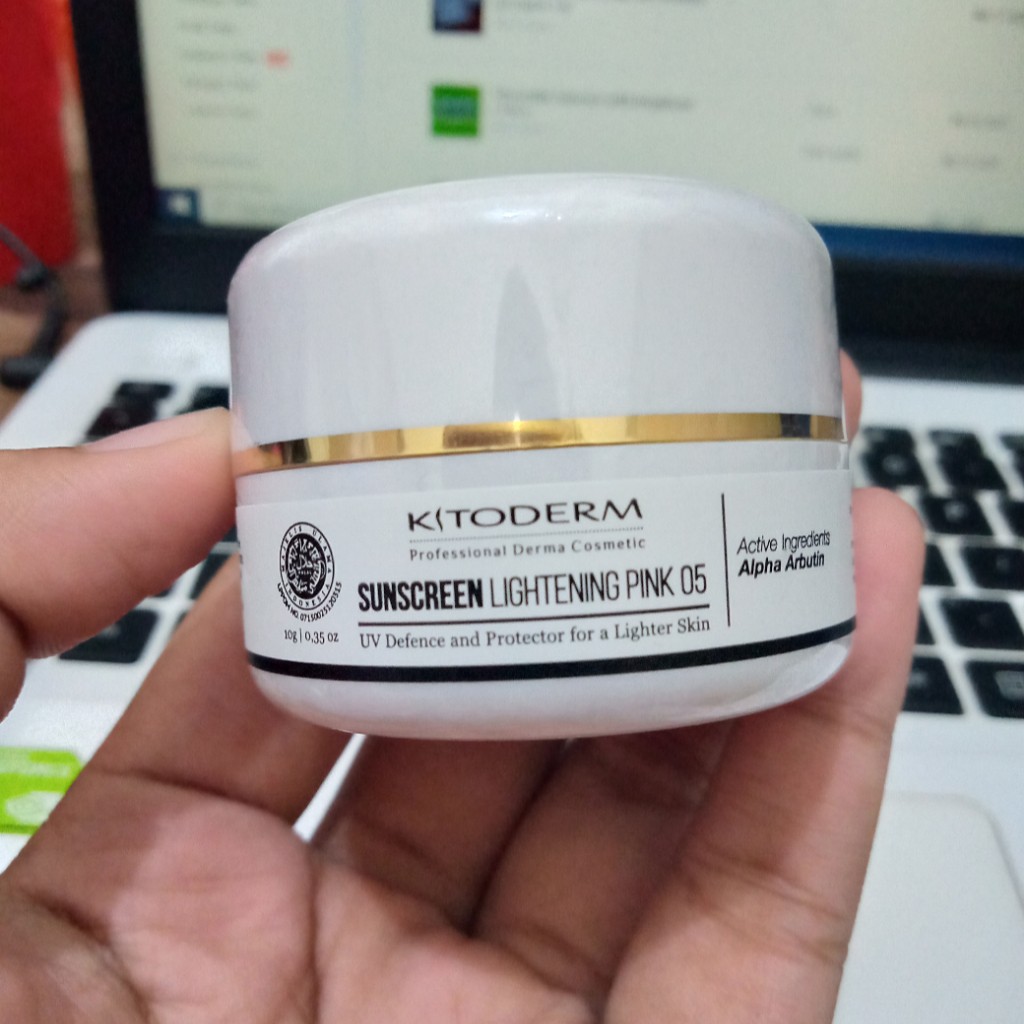 KITODERM
Professional Derma Cosmetic
SUNSCREEN LIGHTENING PINK 05
UV Defence and Protector for a Lighter Skin
10g | 0,35 oz
Active Ingredients
Alpha Arbutin